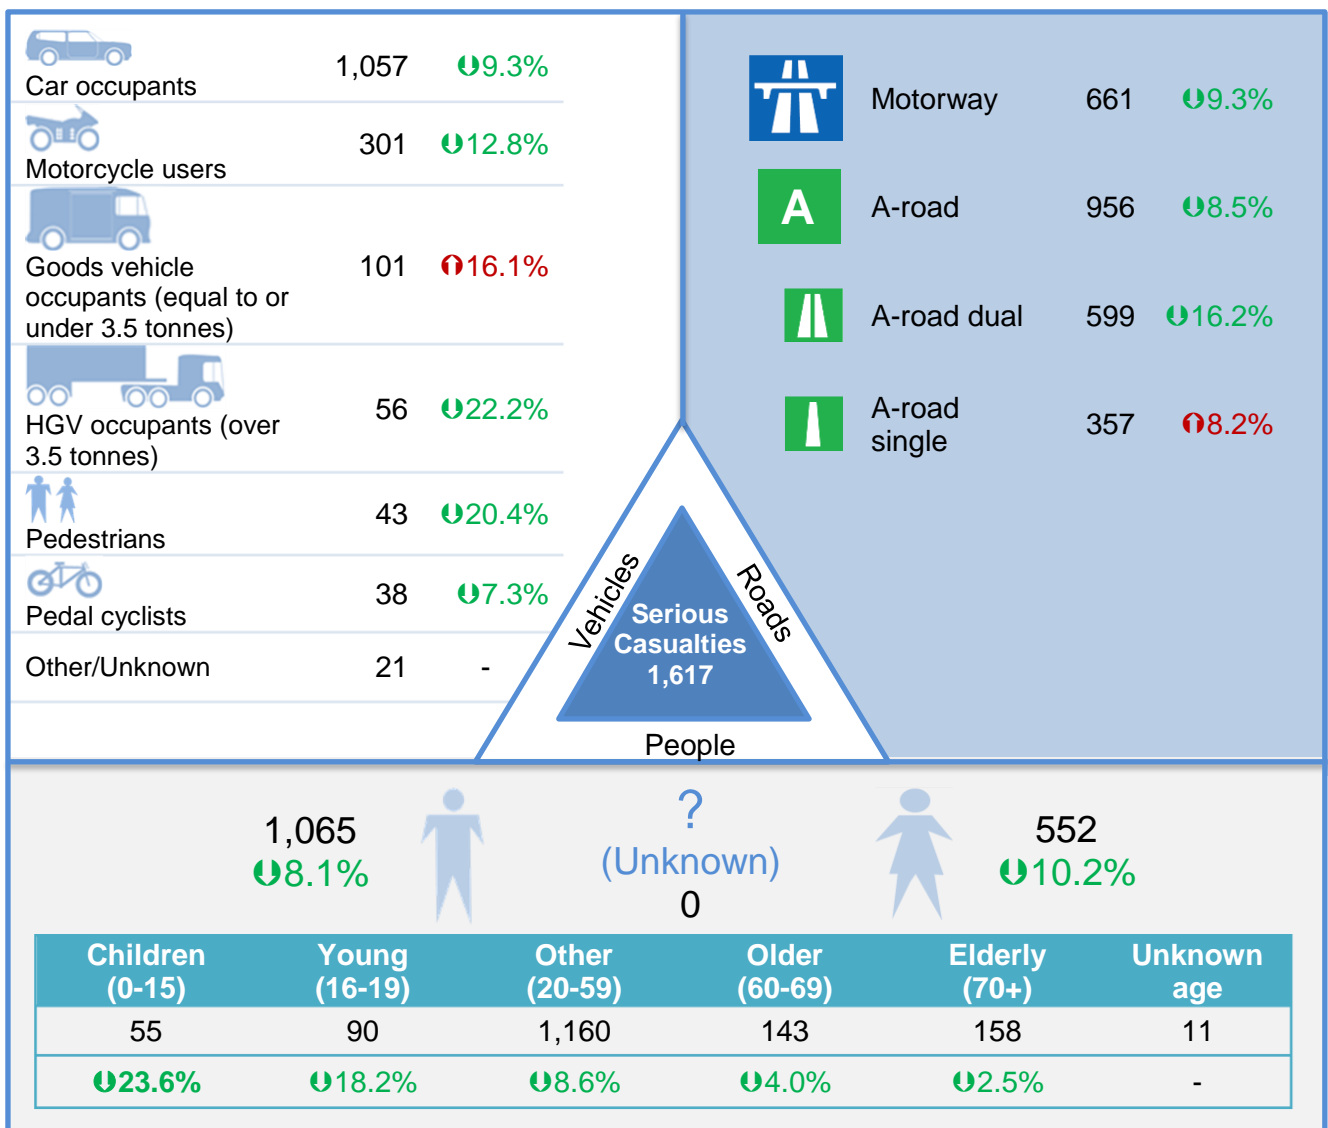 Car occupants 1,057 9.3%
Motorcycle users 301 12.8%
Goods vehicle
occupants (equal to or
under 3.5 tonnes) 101 16.1%
HGV occupants (over
3.5 tonnes) 56 22.2%
Pedestrians 43 20.4%
Pedal cyclists 38 7.3%
Other/Unknown 21 -
Motorway 661 9.3%
A A-road 956 8.5%
A-road dual 599 16.2%
A-road
single 357 8.2%
Vehicles
Roads
Serious
Casualties
1,617
People
1,065
8.1%
?
(Unknown)
0
552
10.2%
Children Young Other Older Elderly Unknown
(0-15) (16-19) (20-59) (60-69) (70+) age
55 90 1,160 143 158 11
23.6% 18.2% 8.6% 4.0% 2.5% -